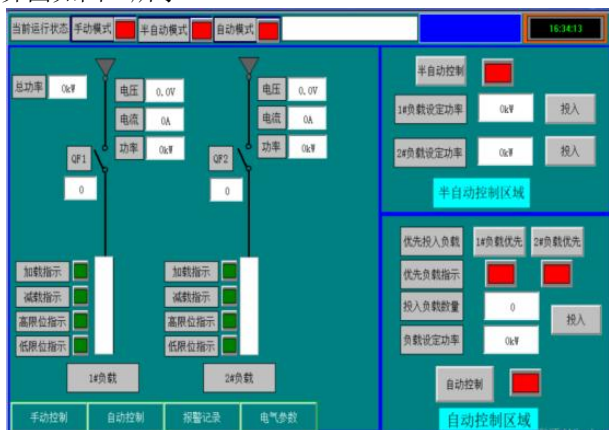 当前运行状态 手动模式 半自动模式 自动模式 16:34:13
总功率 0kW 电压 0.0V 电压 0.0V
电流 0A 电流 0A
功率 0kW 功率 0kW
QF1 QF2
0 0
加载指示 加载指示
减载指示 减载指示
高限位指示 高限位指示
低限位指示 低限位指示
1#负载 2#负载
手动控制 自动控制 报警记录 电气参数
半自动控制
1#负载设定功率 0kW 投入
2#负载设定功率 0kW 投入
半自动控制区域
优先投入负载 1#负载优先 2#负载优先
优先负载指示
投入负载数量 0 投入
负载设定功率 0kW
自动控制
自动控制区域